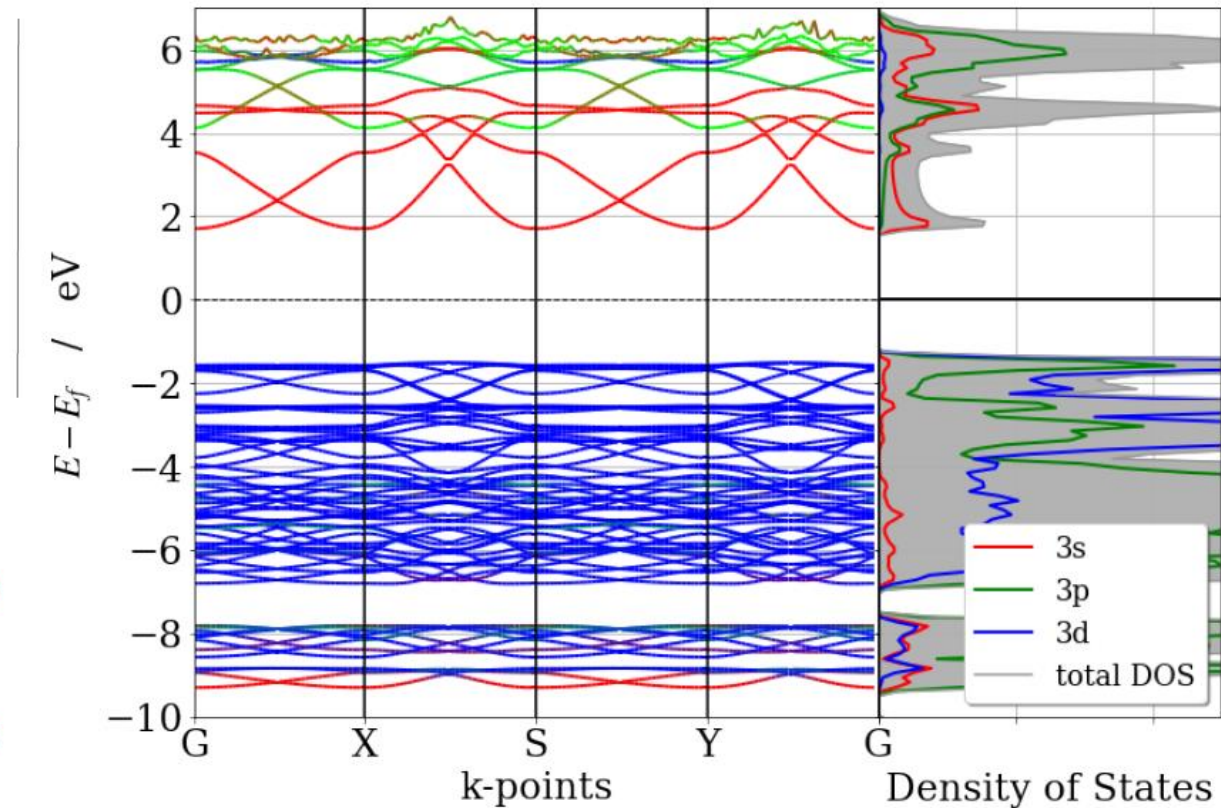 E−E_f / eV
6
4
2
0
−2
−4
−6
−8
−10
G X S Y G
k-points
Density of States
3s
3p
3d
total DOS